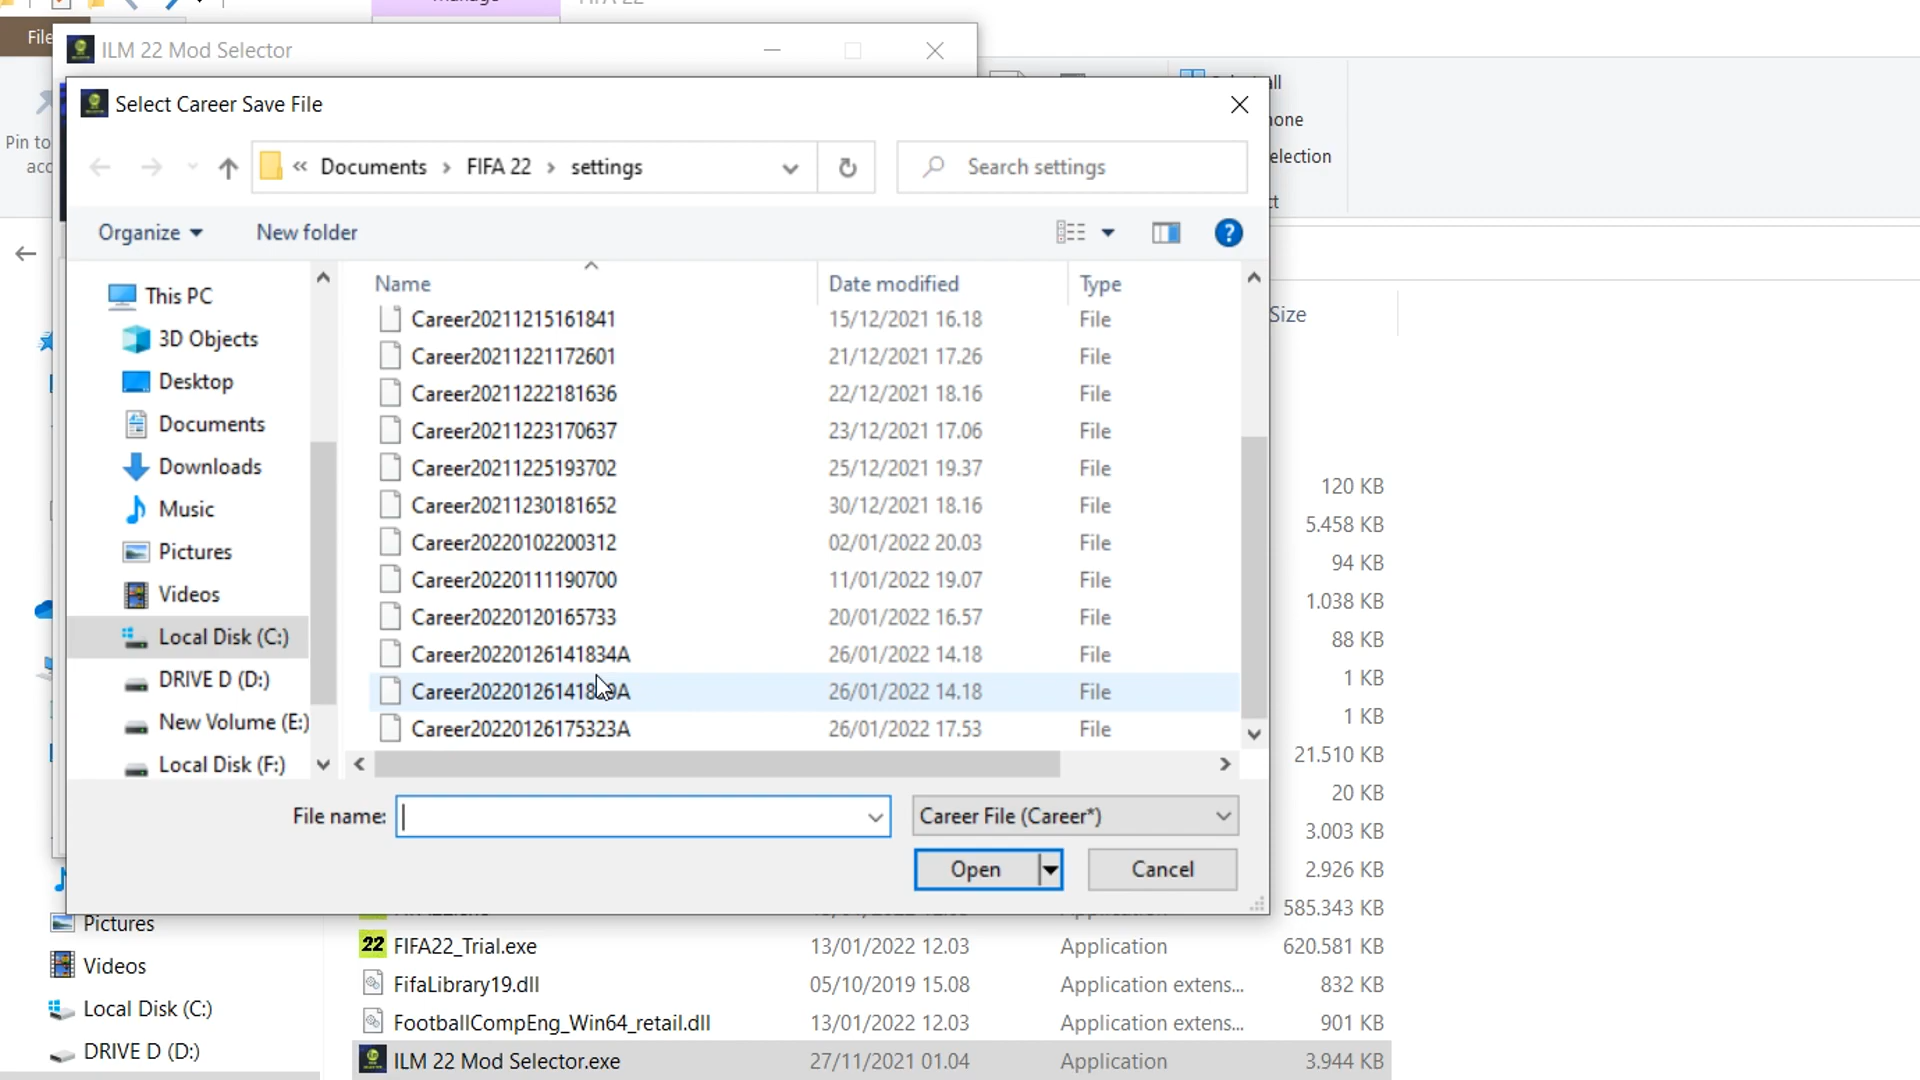 File
ILM 22 Mod Selector
Select Career Save File
Pin to
« Documents › FIFA 22 › settings
Search settings
Organize
New folder
?
Name
Date modified
Type
Size
This PC
3D Objects
Desktop
Documents
Downloads
Music
Pictures
Videos
Local Disk (C:)
DRIVE D (D:)
New Volume (E:)
Local Disk (F:)
Career20211215161841 15/12/2021 16.18 File
Career20211221172601 21/12/2021 17.26 File
Career20211222181636 22/12/2021 18.16 File
Career20211223170637 23/12/2021 17.06 File
Career20211225193702 25/12/2021 19.37 File
Career20211230181652 30/12/2021 18.16 File
Career20220102200312 02/01/2022 20.03 File
Career20220111190700 11/01/2022 19.07 File
Career20220120165733 20/01/2022 16.57 File
Career20220126141834A 26/01/2022 14.18 File
26/01/2022 14.18 File
Career20220126175323A 26/01/2022 17.53 File
File name:
Career File (Career*)
Open
Cancel
120 KB
5.458 KB
94 KB
1.038 KB
88 KB
1 KB
1 KB
21.510 KB
20 KB
3.003 KB
2.926 KB
585.343 KB
Pictures
Videos
Local Disk (C:)
DRIVE D (D:)
22 FIFA22_Trial.exe 13/01/2022 12.03 Application 620.581 KB
FifaLibrary19.dll 05/10/2019 15.08 Application extens... 832 KB
FootballCompEng_Win64_retail.dll 13/01/2022 12.03 Application extens... 901 KB
ILM 22 Mod Selector.exe 27/11/2021 01.04 Application 3.944 KB